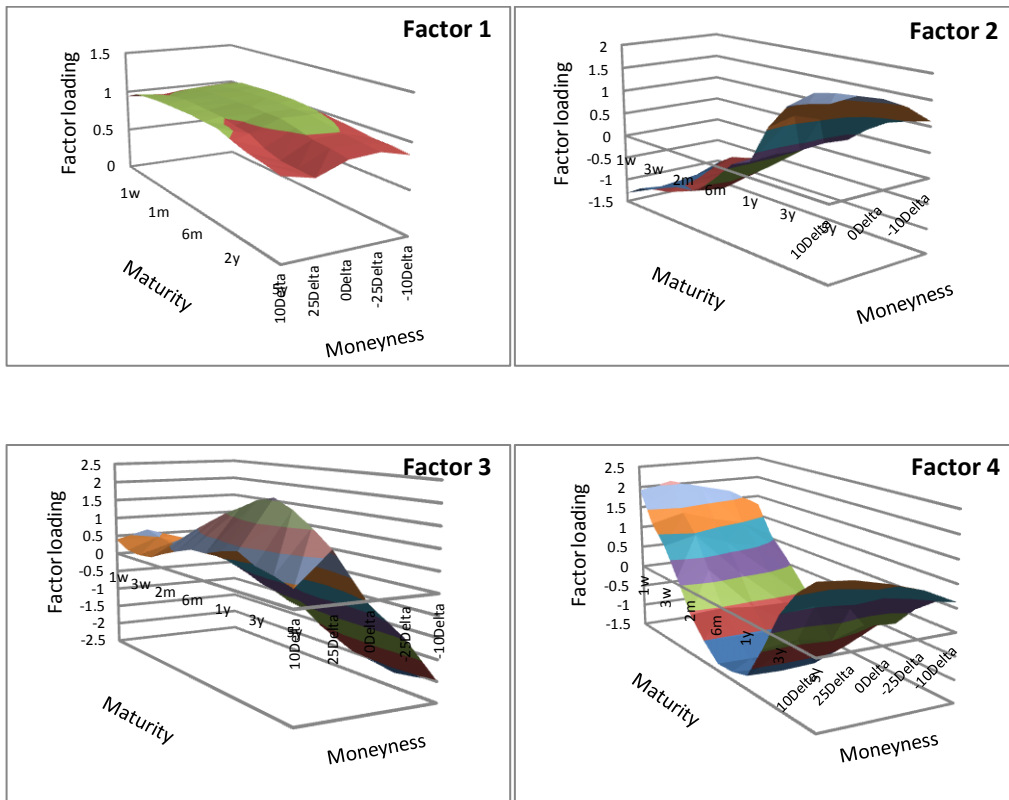 Factor 1
Factor loading
1.5
1
0.5
0
1w
1m
6m
2y
5y
Maturity
10Delta
25Delta
0Delta
-25Delta
-10Delta
Moneyness
Factor 2
Factor loading
2
1.5
1
0.5
0
-0.5
-1
-1.5
1w
3w
2m
6m
1y
3y
5y
Maturity
10Delta
0Delta
-10Delta
Moneyness
Factor 3
Factor loading
2.5
2
1.5
1
0.5
0
-0.5
-1
-1.5
-2
-2.5
1w
3w
2m
6m
1y
3y
5y
Maturity
10Delta
25Delta
0Delta
-25Delta
-10Delta
Moneyness
Factor 4
Factor loading
2.5
2
1.5
1
0.5
0
-0.5
-1
-1.5
1w
3w
2m
6m
1y
3y
5y
Maturity
10Delta
25Delta
0Delta
-25Delta
-10Delta
Moneyness